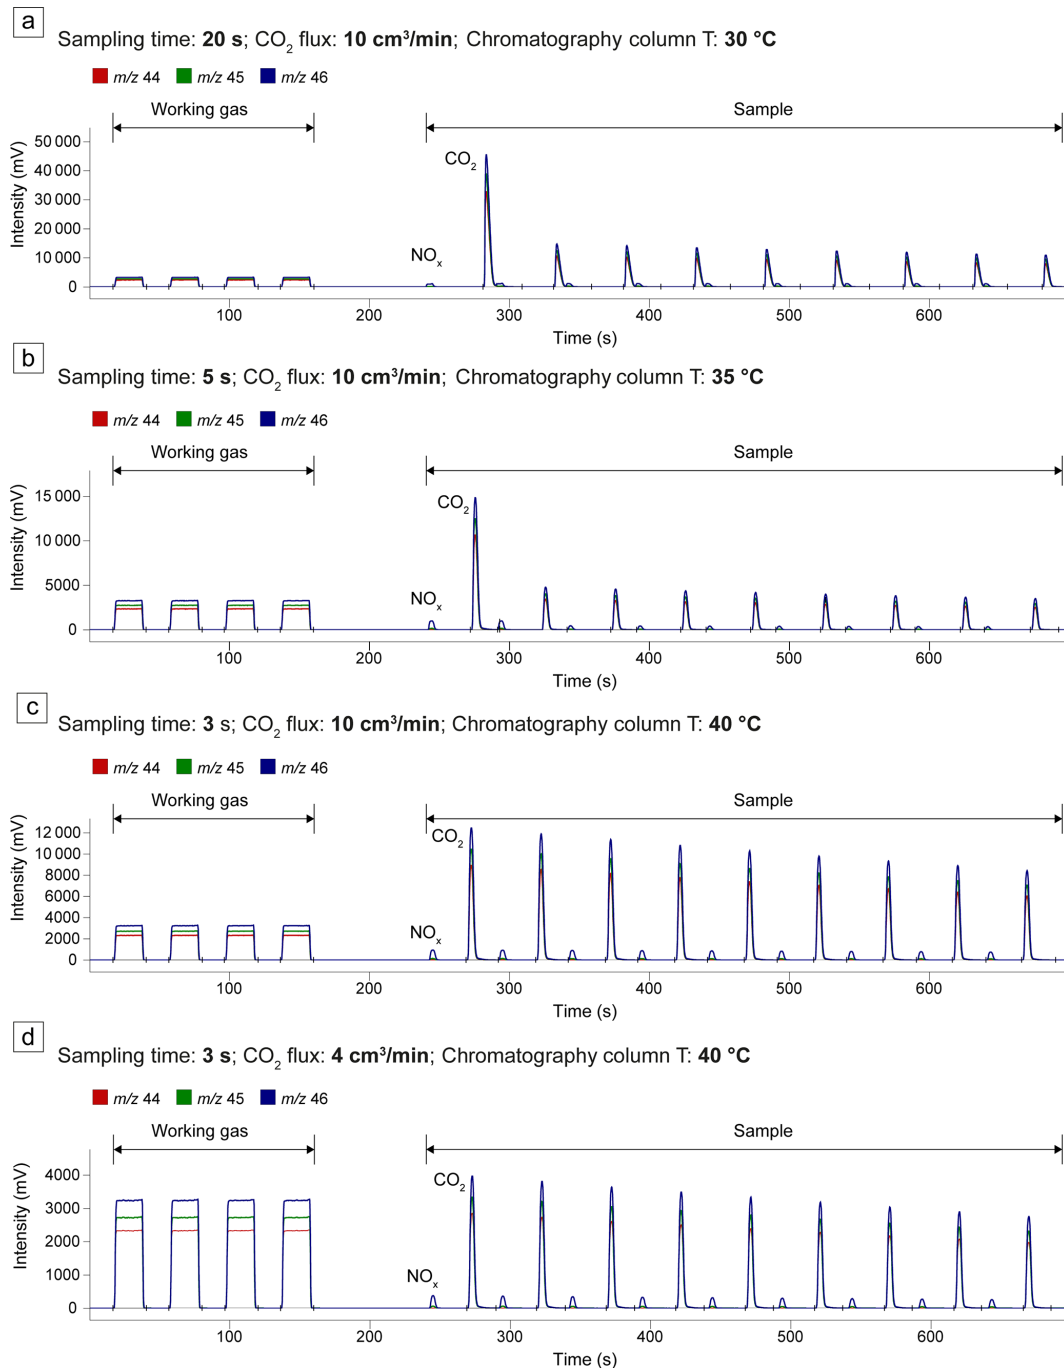 a
Sampling time: 20 s; CO₂ flux: 10 cm³/min; Chromatography column T: 30 °C
m/z 44 m/z 45 m/z 46
Working gas Sample
Intensity (mV)
50 000
40 000
30 000
20 000
10 000
0
CO₂
NOₓ
100 200 300 400 500 600
Time (s)
b
Sampling time: 5 s; CO₂ flux: 10 cm³/min; Chromatography column T: 35 °C
m/z 44 m/z 45 m/z 46
Working gas Sample
Intensity (mV)
15 000
10 000
5000
0
CO₂
NOₓ
100 200 300 400 500 600
Time (s)
c
Sampling time: 3 s; CO₂ flux: 10 cm³/min; Chromatography column T: 40 °C
m/z 44 m/z 45 m/z 46
Working gas Sample
Intensity (mV)
12 000
10 000
8000
6000
4000
2000
0
CO₂
NOₓ
100 200 300 400 500 600
Time (s)
d
Sampling time: 3 s; CO₂ flux: 4 cm³/min; Chromatography column T: 40 °C
m/z 44 m/z 45 m/z 46
Working gas Sample
Intensity (mV)
4000
3000
2000
1000
0
CO₂
NOₓ
100 200 300 400 500 600
Time (s)